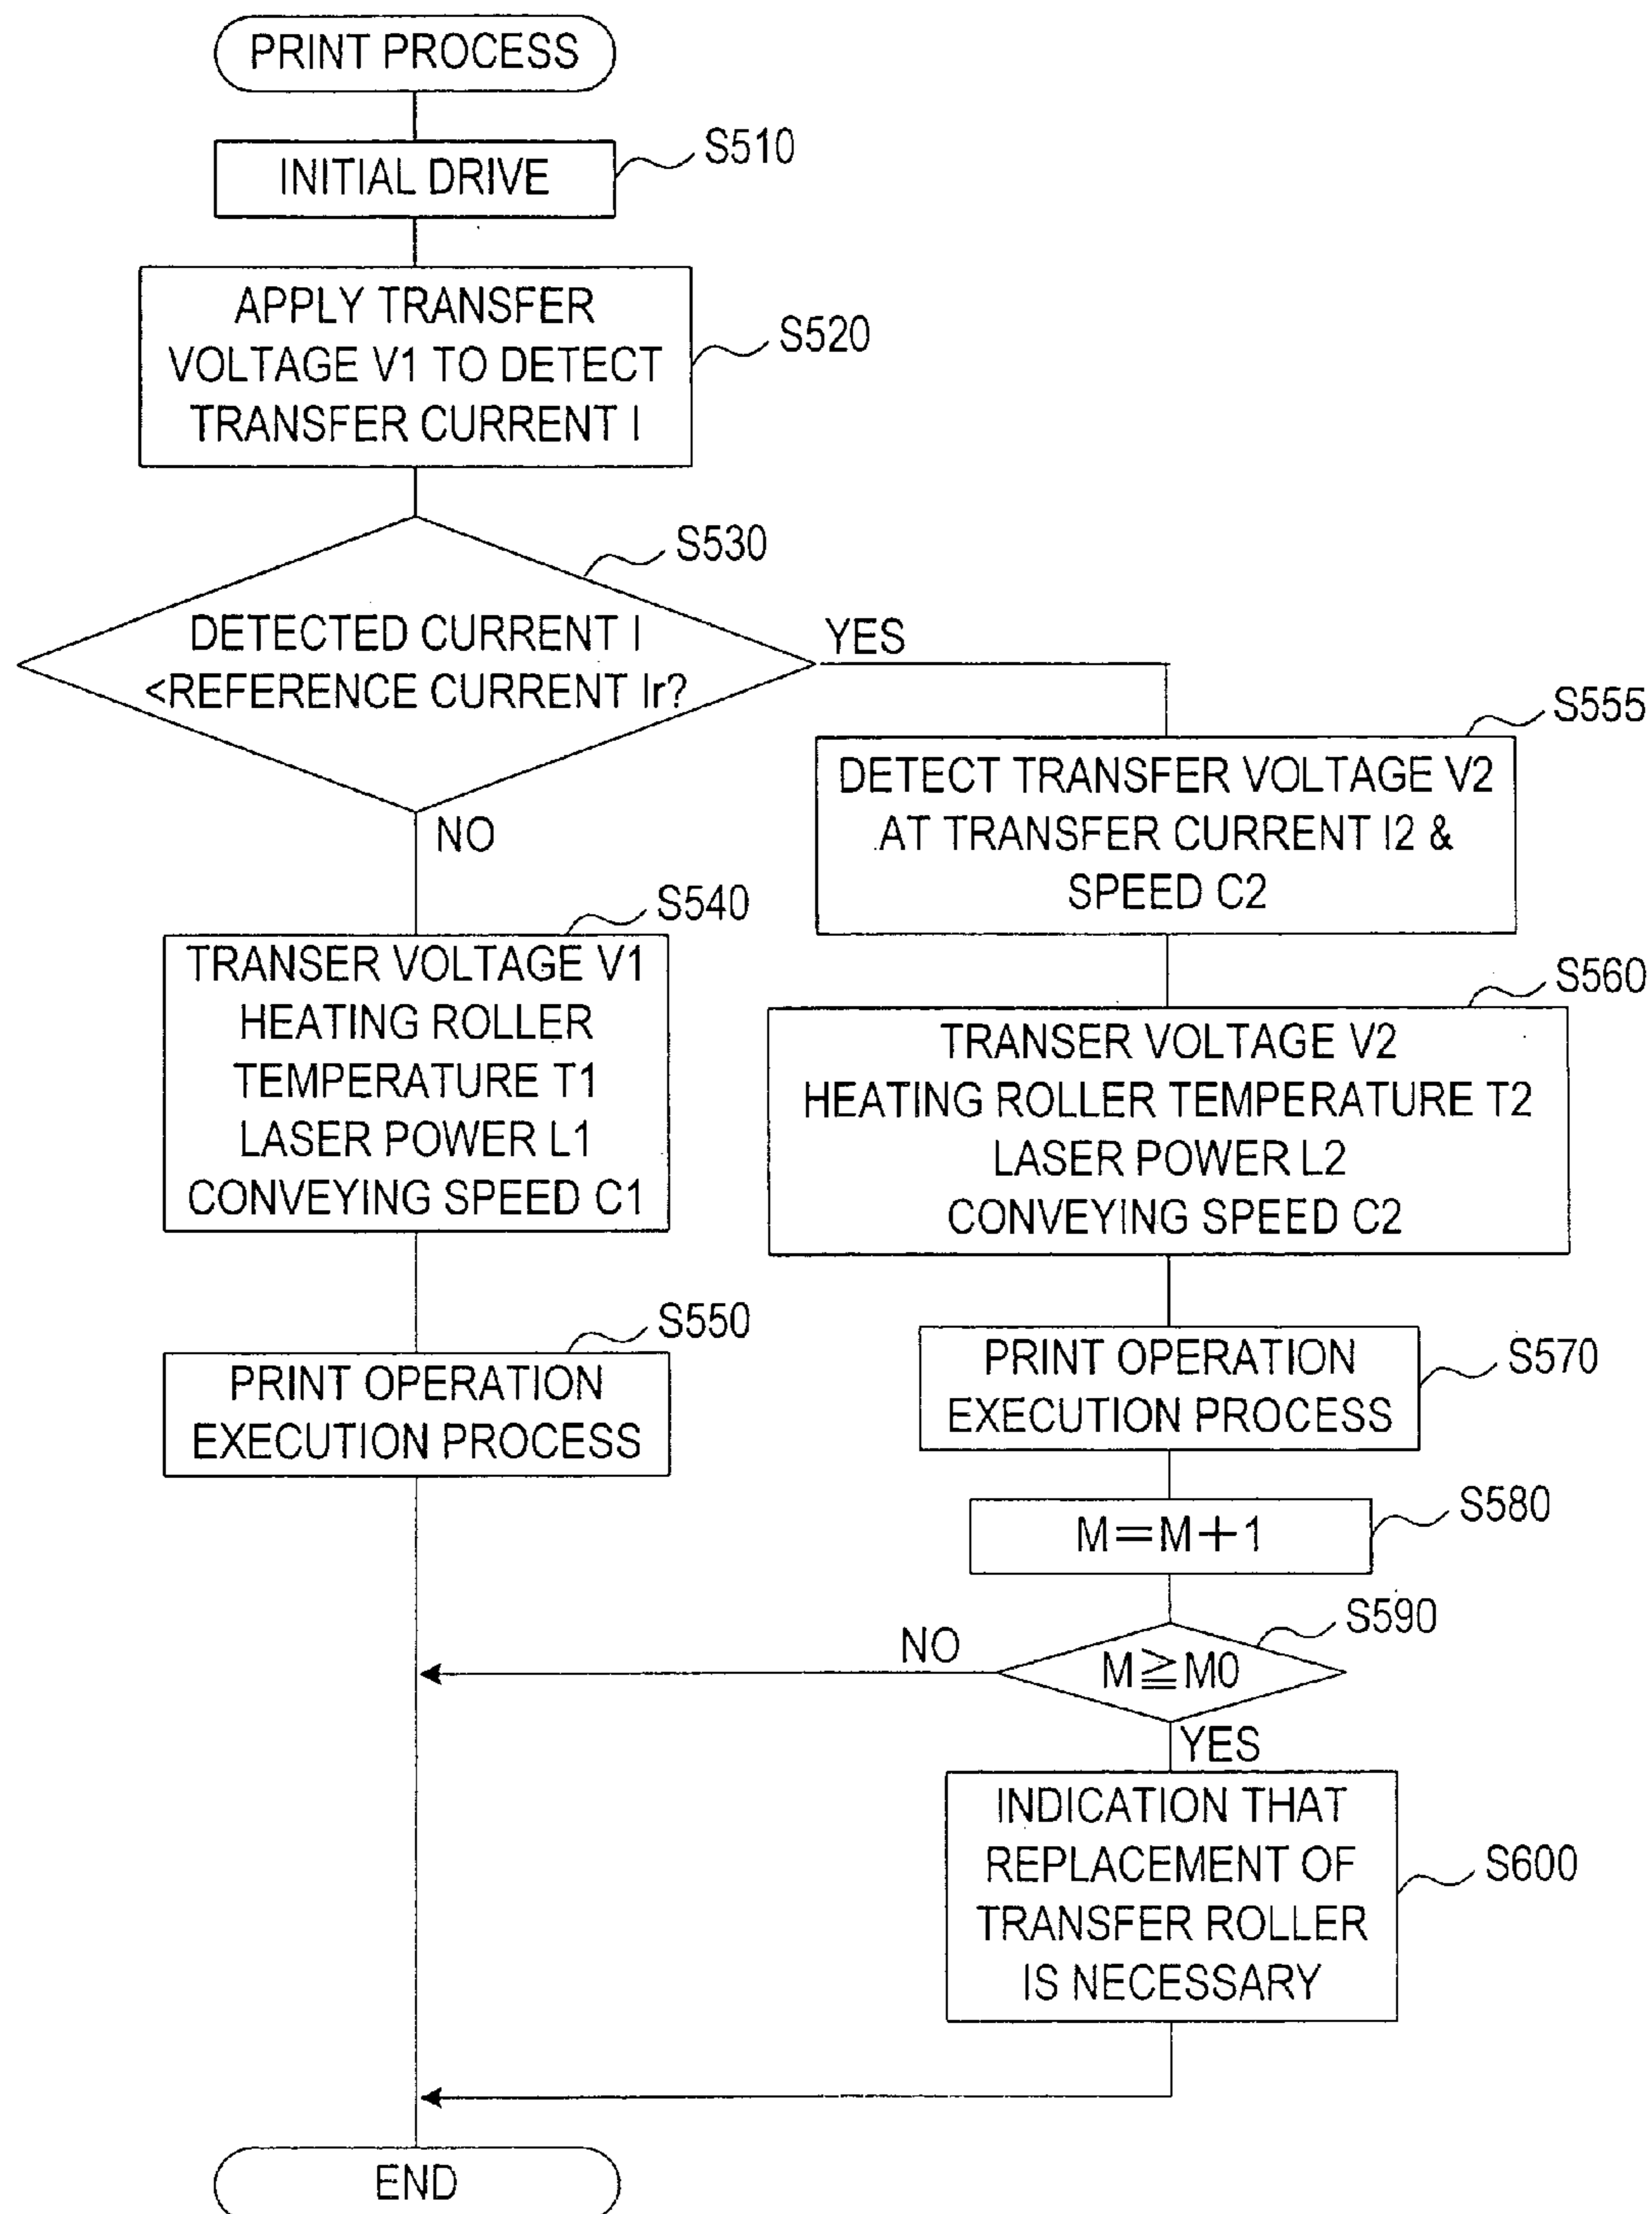 PRINT PROCESS
INITIAL DRIVE
S510
APPLY TRANSFER
VOLTAGE V1 TO DETECT
TRANSFER CURRENT I
S520
S530
DETECTED CURRENT I
<REFERENCE CURRENT Ir?
YES
NO
S555
DETECT TRANSFER VOLTAGE V2
AT TRANSFER CURRENT I2 &
SPEED C2
S540
TRANSER VOLTAGE V1
HEATING ROLLER
TEMPERATURE T1
LASER POWER L1
CONVEYING SPEED C1
S560
TRANSER VOLTAGE V2
HEATING ROLLER TEMPERATURE T2
LASER POWER L2
CONVEYING SPEED C2
S550
PRINT OPERATION
EXECUTION PROCESS
PRINT OPERATION
EXECUTION PROCESS
S570
M=M+1
S580
S590
M≧M0
NO
YES
INDICATION THAT
REPLACEMENT OF
TRANSFER ROLLER
IS NECESSARY
S600
END